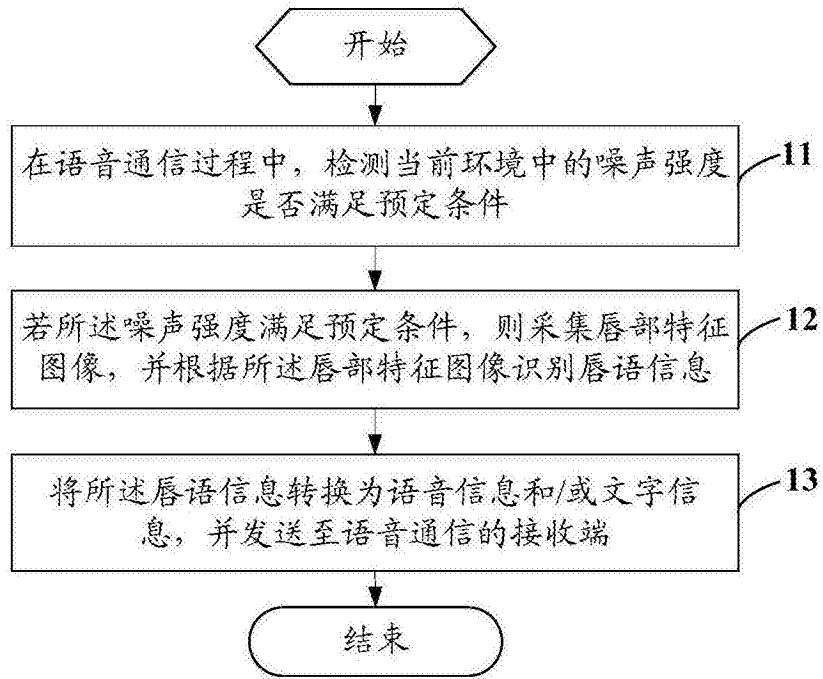 开始
在语音通信过程中，检测当前环境中的噪声强度
是否满足预定条件
11
若所述噪声强度满足预定条件，则采集唇部特征
图像，并根据所述唇部特征图像识别唇语信息
12
将所述唇语信息转换为语音信息和/或文字信
息，并发送至语音通信的接收端
13
结束